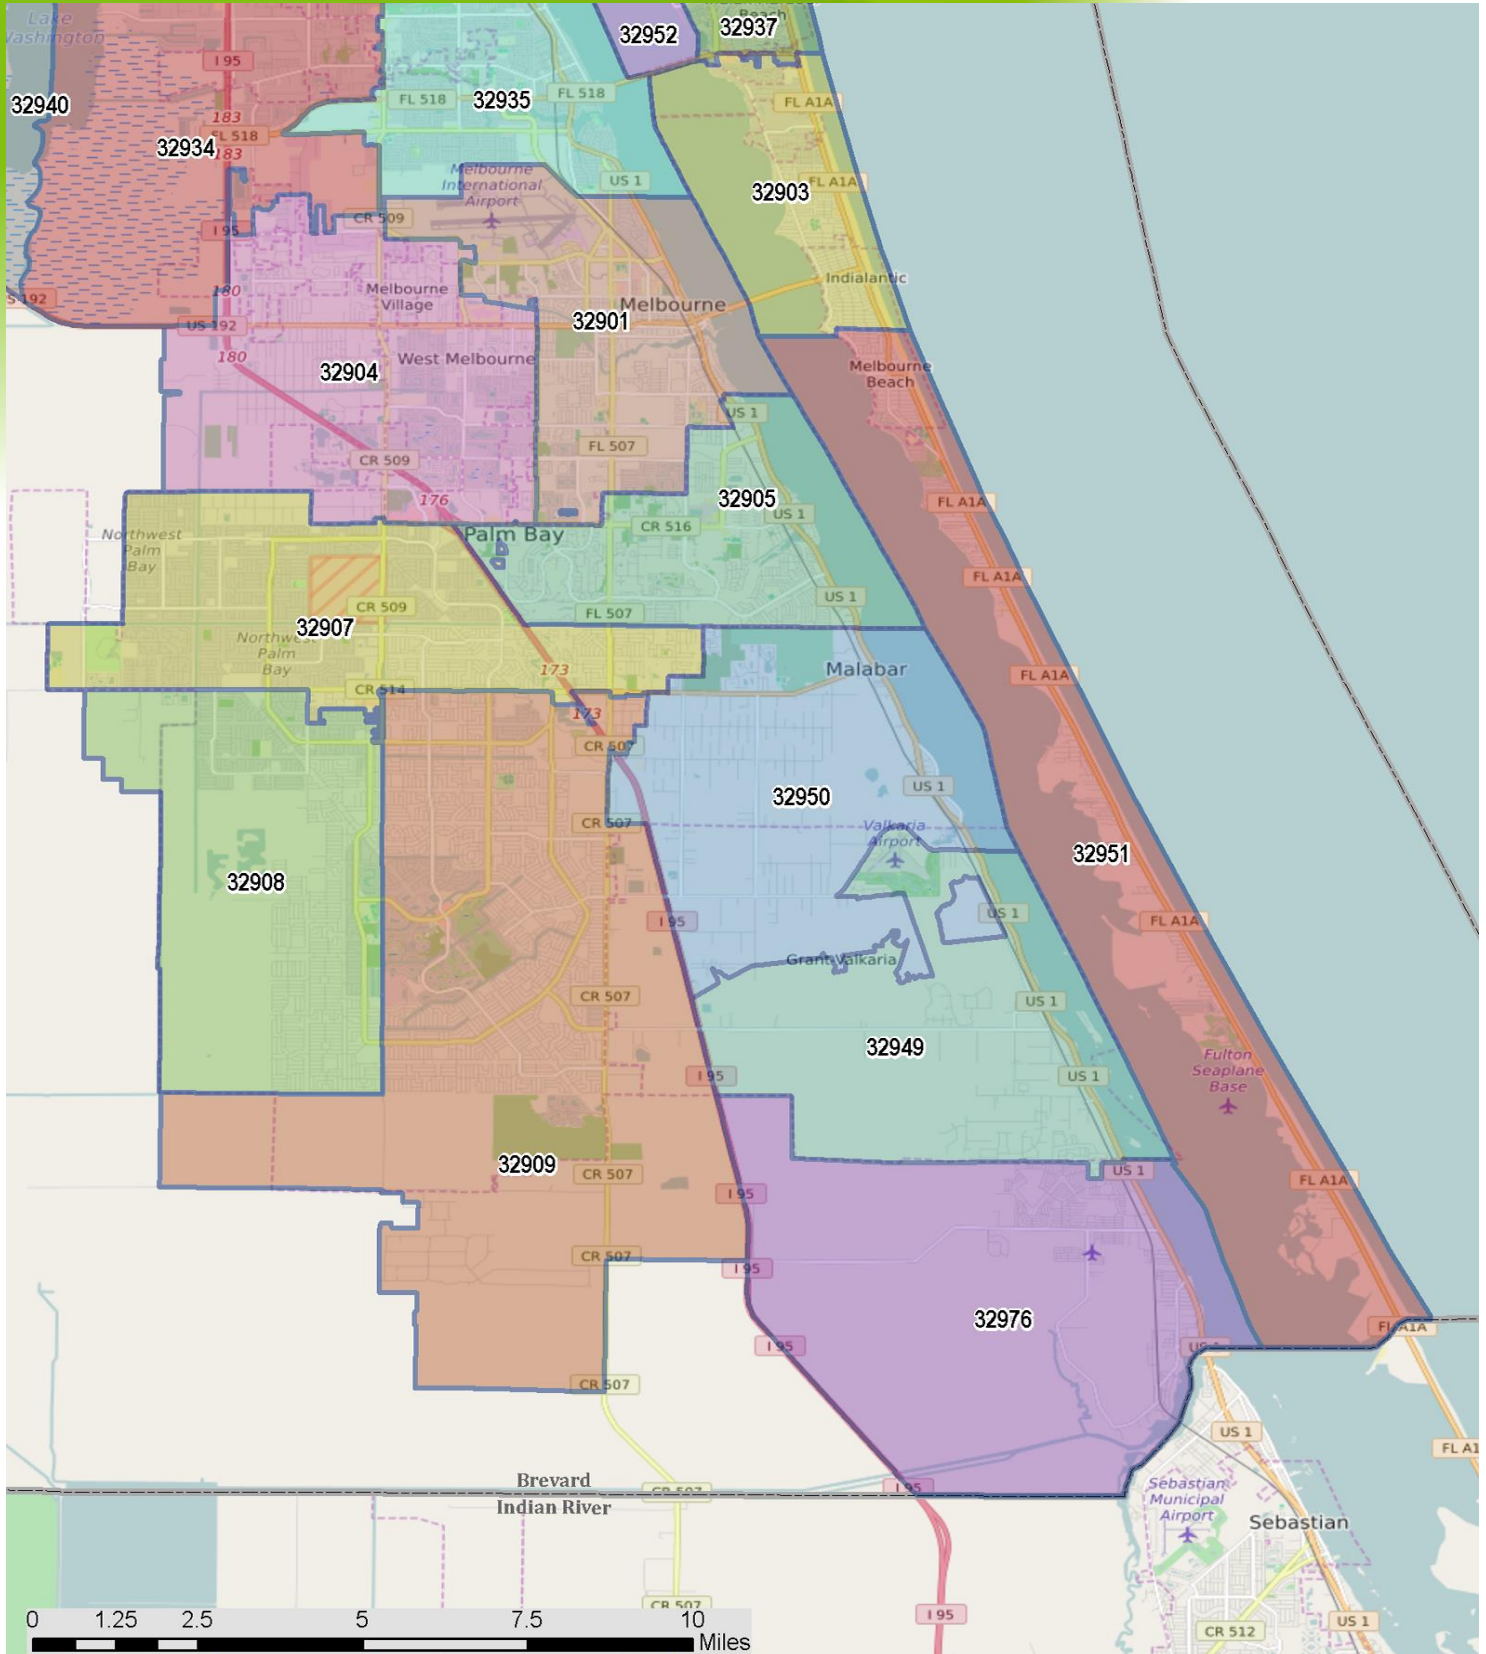 Lake
Washington
Beach
32952
32937
I 95
32940
FL 518
32935
FL 518
FL A1A
183
FL 518
32934
183
Melbourne
International
Airport
US 1
FL A1A
32903
CR 509
I 95
Indialantic
180
Melbourne
Village
Melbourne
US 192
32901
US 192
180
West Melbourne
32904
Melbourne
Beach
US 1
FL 507
CR 509
176
32905
FL A1A
US 1
CR 516
Northwest
Palm
Bay
Palm Bay
FL A1A
US 1
CR 509
FL 507
32907
Northwest
Palm
Bay
173
Malabar
FL A1A
CR 514
173
CR 507
US 1
32950
CR 507
Valkaria
Airport
32951
32908
US 1
I 95
FL A1A
Grant-Valkaria
CR 507
US 1
32949
Fulton
Seaplane
Base
I 95
US 1
32909
CR 507
US 1
I 95
FL A1A
CR 507
I 95
32976
FL A1A
I 95
US 1
CR 507
US 1
FL A1
Brevard
CR 507
I 95
Indian River
Sebastian
Municipal
Airport
Sebastian
CR 507
I 95
US 1
CR 512
0 1.25 2.5 5 7.5 10
Miles